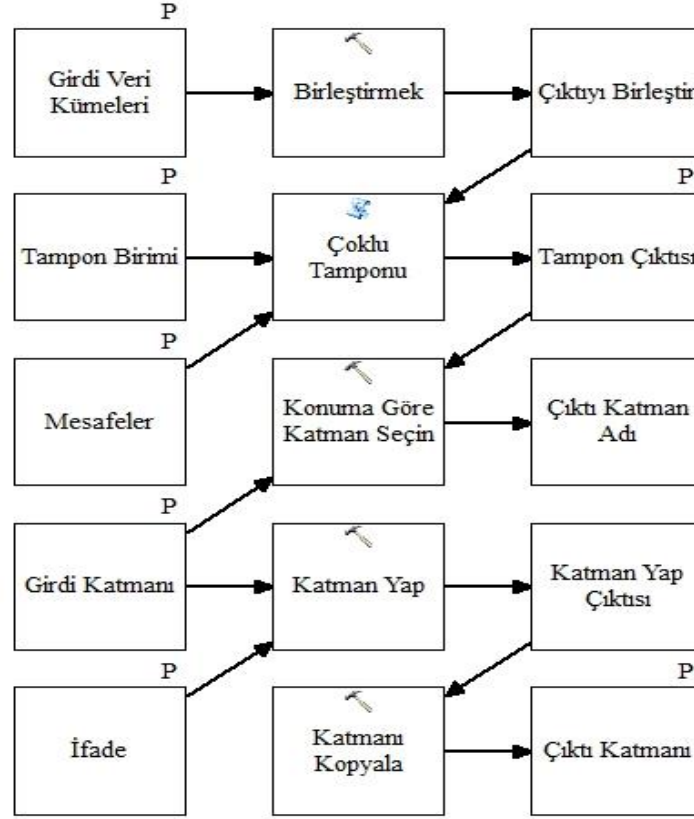 P
Girdi Veri
Kümeleri
Birleştirmek
Çıktıyı Birleştir
P
P
Tampon Birimi
Çoklu
Tamponu
Tampon Çıktısı
P
Mesafeler
Konuma Göre
Katman Seçin
Çıktı Katman
Adı
P
Girdi Katmanı
Katman Yap
Katman Yap
Çıktısı
P
P
İfade
Katmanı
Kopyala
Çıktı Katmanı